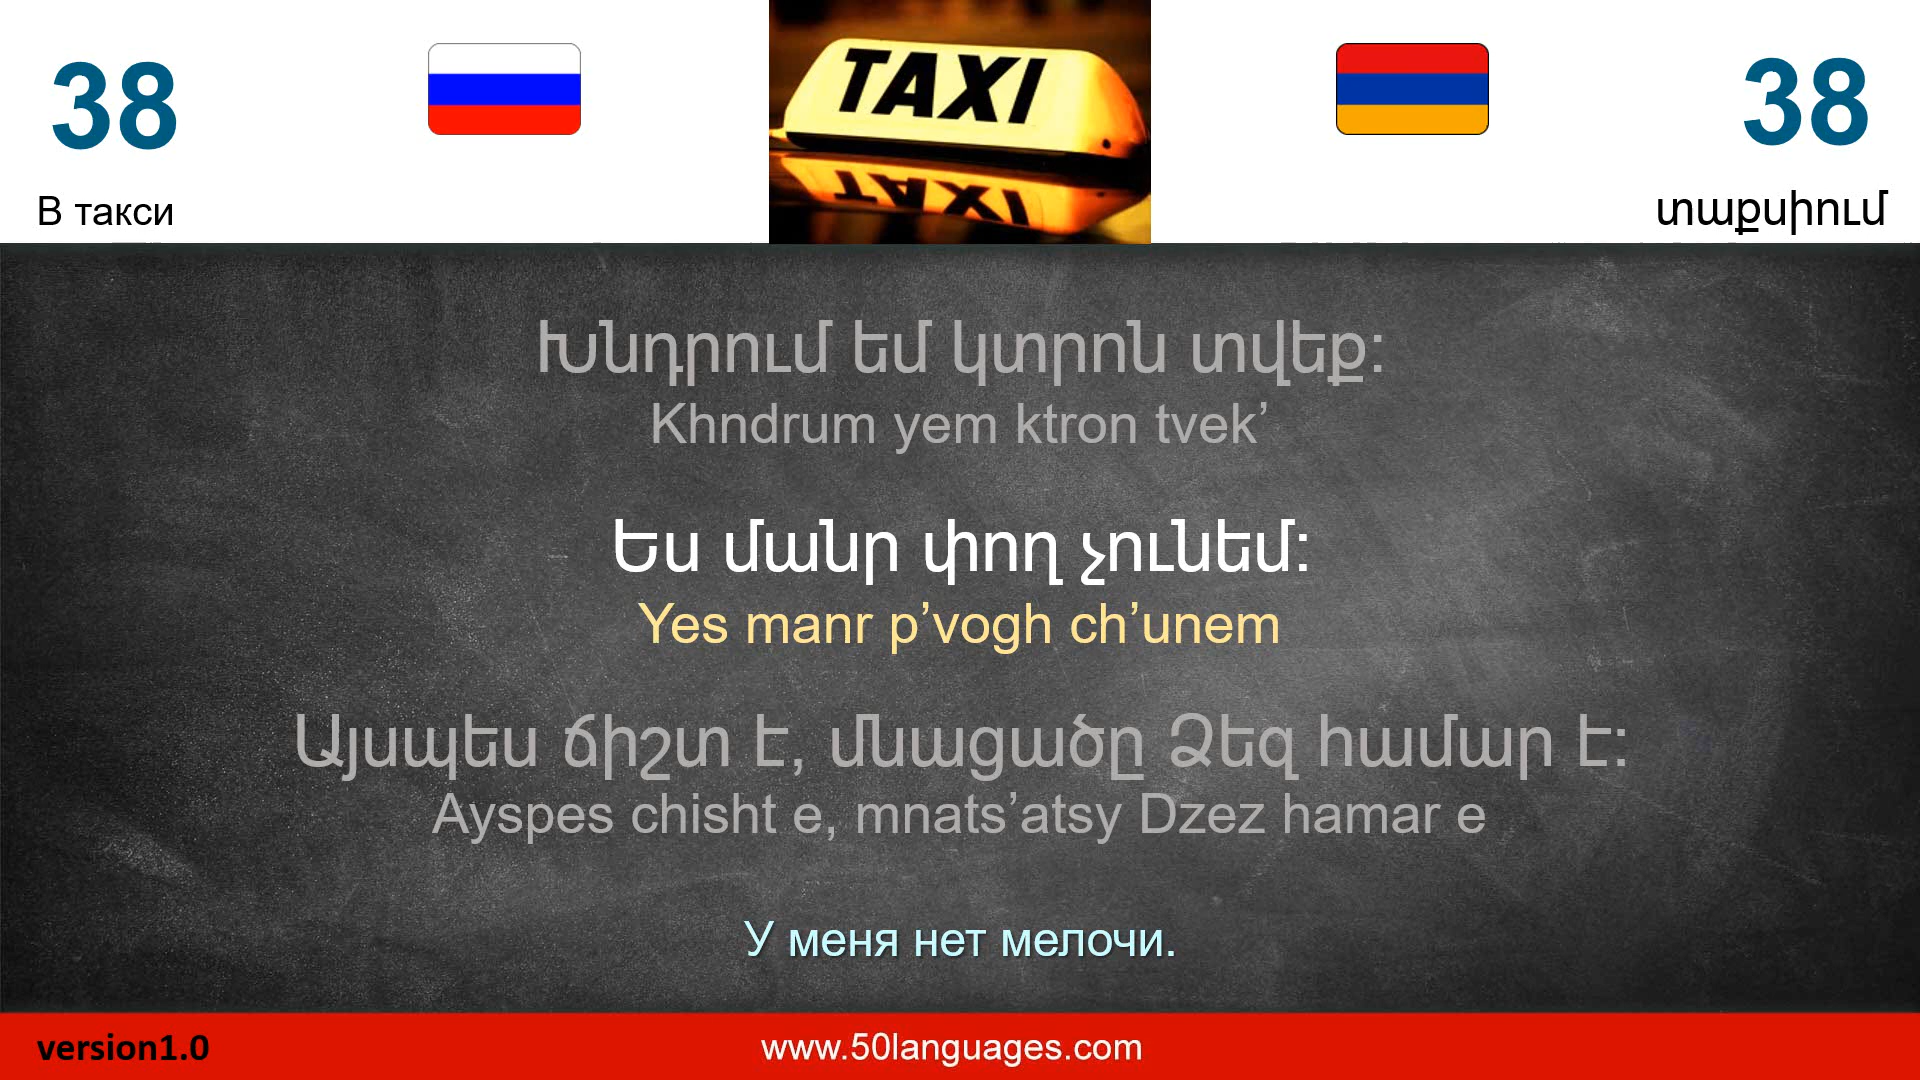 38
38
TAXI
В такси
տաքսիում
Խնդրում եմ կտրոն տվեք:
Khndrum yem ktron tvek’
Ես մանր փող չունեմ:
Yes manr p’vogh ch’unem
Այսպես ճիշտ է, մնացածը Ձեզ համար է:
Ayspes chisht e, mnats’atsy Dzez hamar e
У меня нет мелочи.
version1.0
www.50languages.com